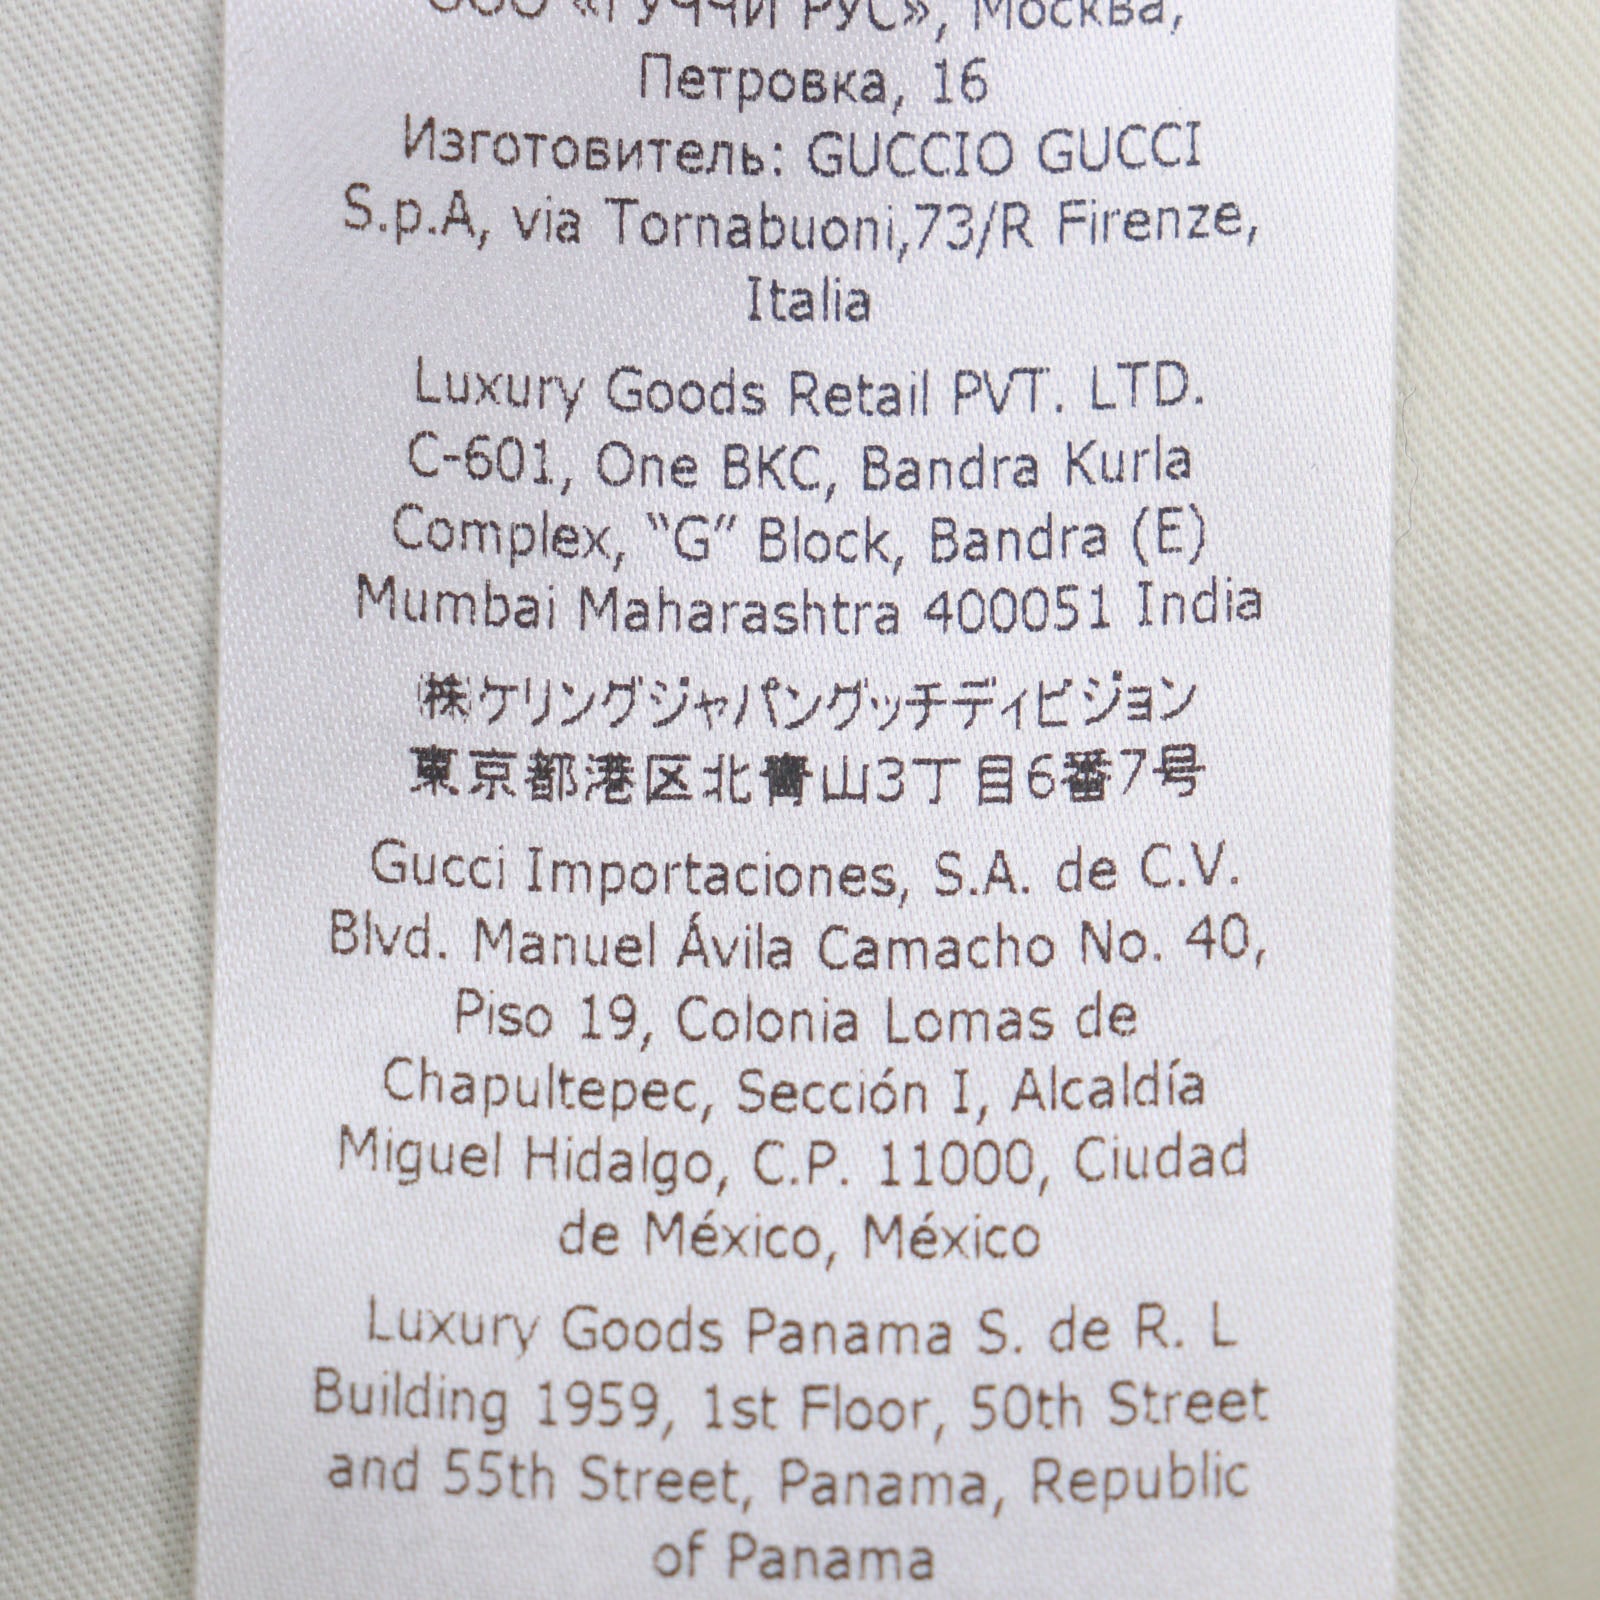 ООО «ГУЧЧИ РУС», Москва,
Петровка, 16
Изготовитель: GUCCIO GUCCI
S.p.A, via Tornabuoni,73/R Firenze,
Italia
Luxury Goods Retail PVT. LTD.
C-601, One BKC, Bandra Kurla
Complex, “G” Block, Bandra (E)
Mumbai Maharashtra 400051 India
㈱ケリングジャパングッチディビジョン
東京都港区北青山3丁目6番7号
Gucci Importaciones, S.A. de C.V.
Blvd. Manuel Ávila Camacho No. 40,
Piso 19, Colonia Lomas de
Chapultepec, Sección I, Alcaldía
Miguel Hidalgo, C.P. 11000, Ciudad
de México, México
Luxury Goods Panama S. de R. L
Building 1959, 1st Floor, 50th Street
and 55th Street, Panama, Republic
of Panama